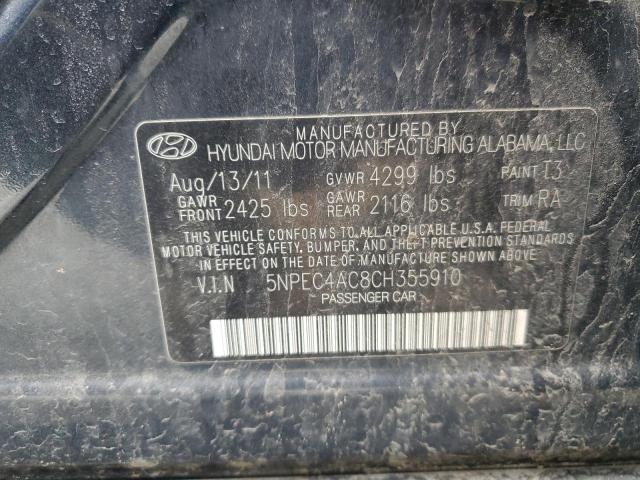 MANUFACTURED BY
HYUNDAI MOTOR MANUFACTURING ALABAMA, LLC
Aug/13/11 GVWR 4299 lbs PAINT T3
GAWR FRONT 2425 lbs GAWR REAR 2116 lbs TRIM RA
THIS VEHICLE CONFORMS TO ALL APPLICABLE U.S.A. FEDERAL
MOTOR VEHICLE SAFETY, BUMPER, AND THEFT PREVENTION STANDARDS
IN EFFECT ON THE DATE OF MANUFACTURE SHOWN ABOVE
V.I.N 5NPEC4AC8CH355910
PASSENGER CAR